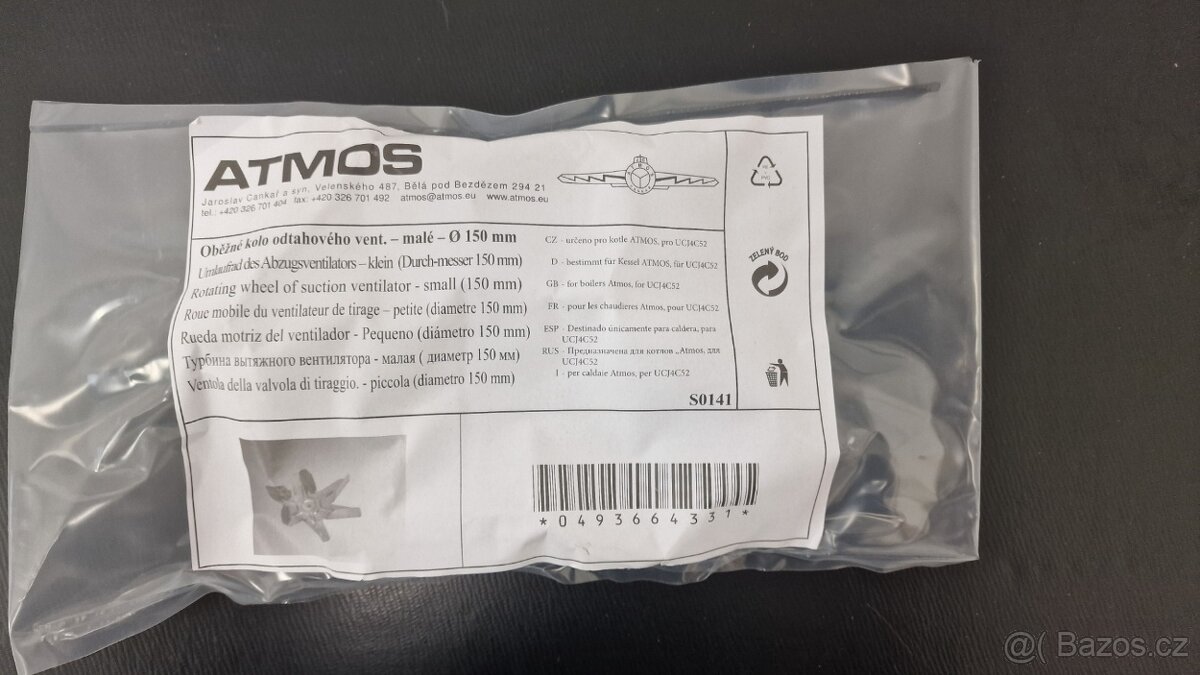 ATMOS
Jaroslav Cankař a syn, Velenského 487, Bělá pod Bezdězem 294 21
tel.: +420 326 701 404 fax: +420 326 701 492 atmos@atmos.eu www.atmos.eu
ATMOS
Oběžné kolo odtahového vent. – malé – Ø 150 mm
Umlaufrad des Abzugsventilators – klein (Durch-messer 150 mm)
Rotating wheel of suction ventilator - small (150 mm)
Roue mobile du ventilateur de tirage – petite (diametre 150 mm)
Rueda motriz del ventilador - Pequeno (diámetro 150 mm)
Турбина вытяжного вентилятора - малая ( диаметр 150 мм)
Ventola della valvola di tiraggio. - piccola (diametro 150 mm)
CZ - určeno pro kotle ATMOS, pro UCJ4C52
D - bestimmt für Kessel ATMOS, für UCJ4C52
GB - for boilers Atmos, for UCJ4C52
FR - pour les chaudieres Atmos, pour UCJ4C52
ESP - Destinado únicamente para caldera, para
UCJ4C52
RUS - Предназначена для котлов „Atmos, для
UCJ4C52
I - per caldaie Atmos, per UCJ4C52
S0141
PVC
ZELENÝ BOD
*0493664331*
@( Bazos.cz